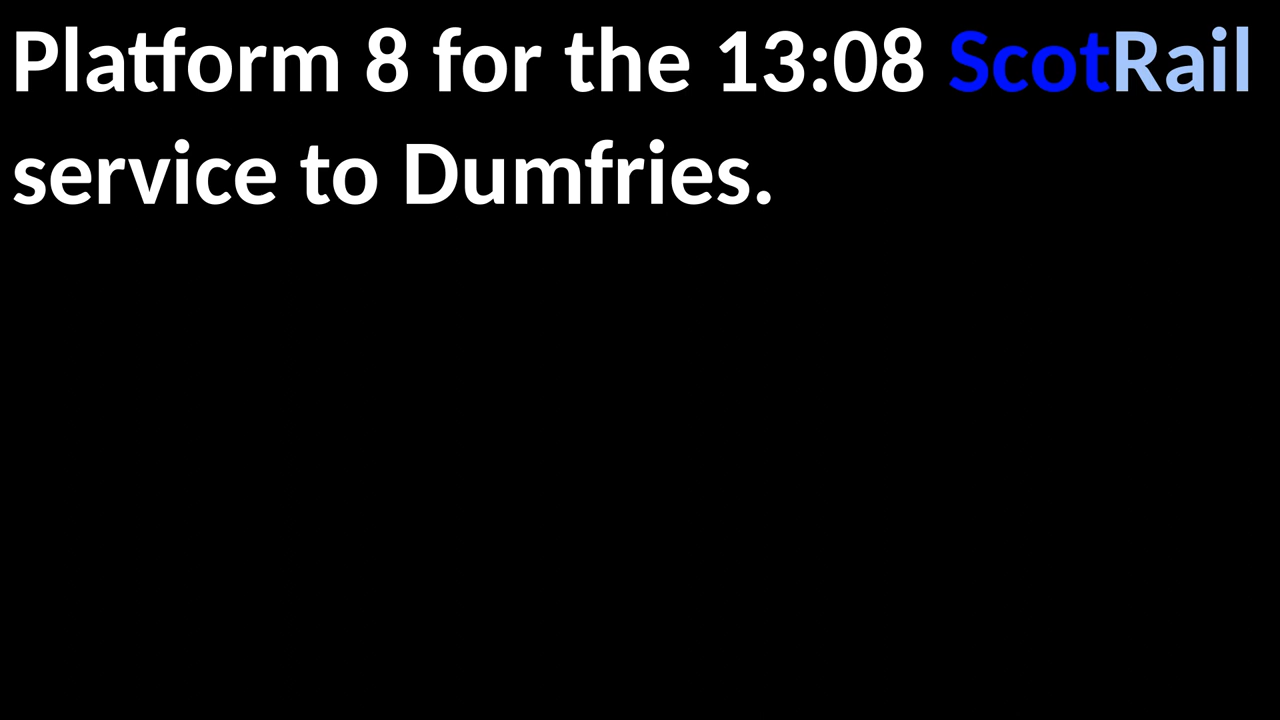 Platform 8 for the 13:08 ScotRail
service to Dumfries.